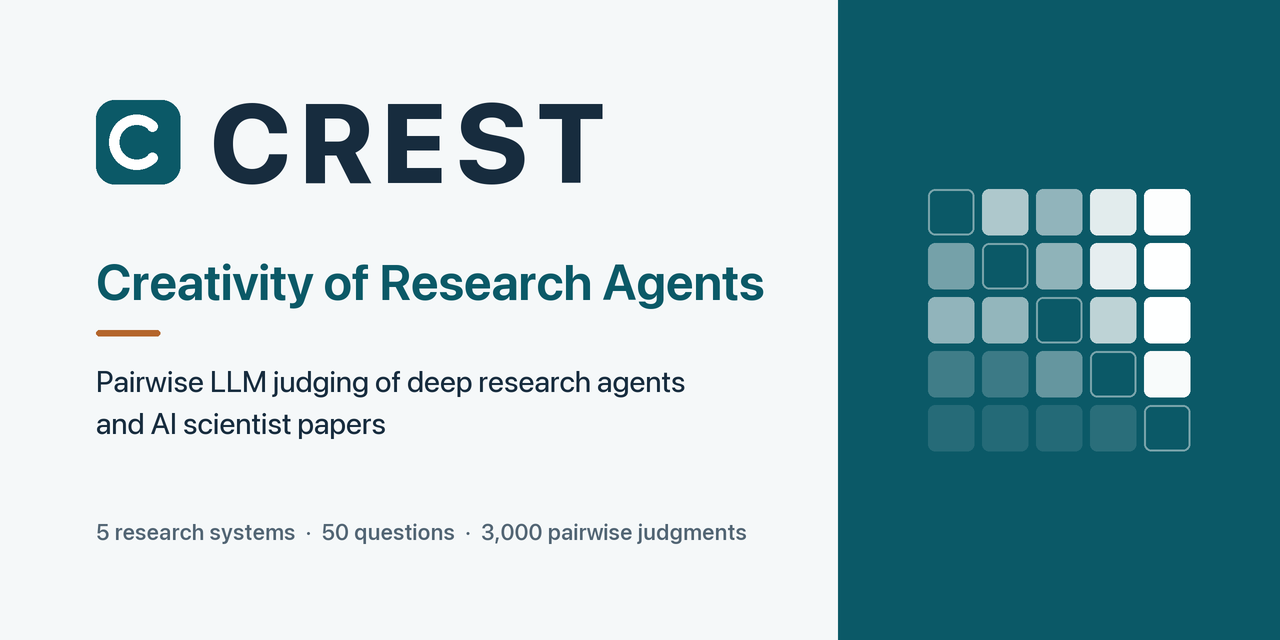 C CREST
Creativity of Research Agents
Pairwise LLM judging of deep research agents
and AI scientist papers
5 research systems · 50 questions · 3,000 pairwise judgments